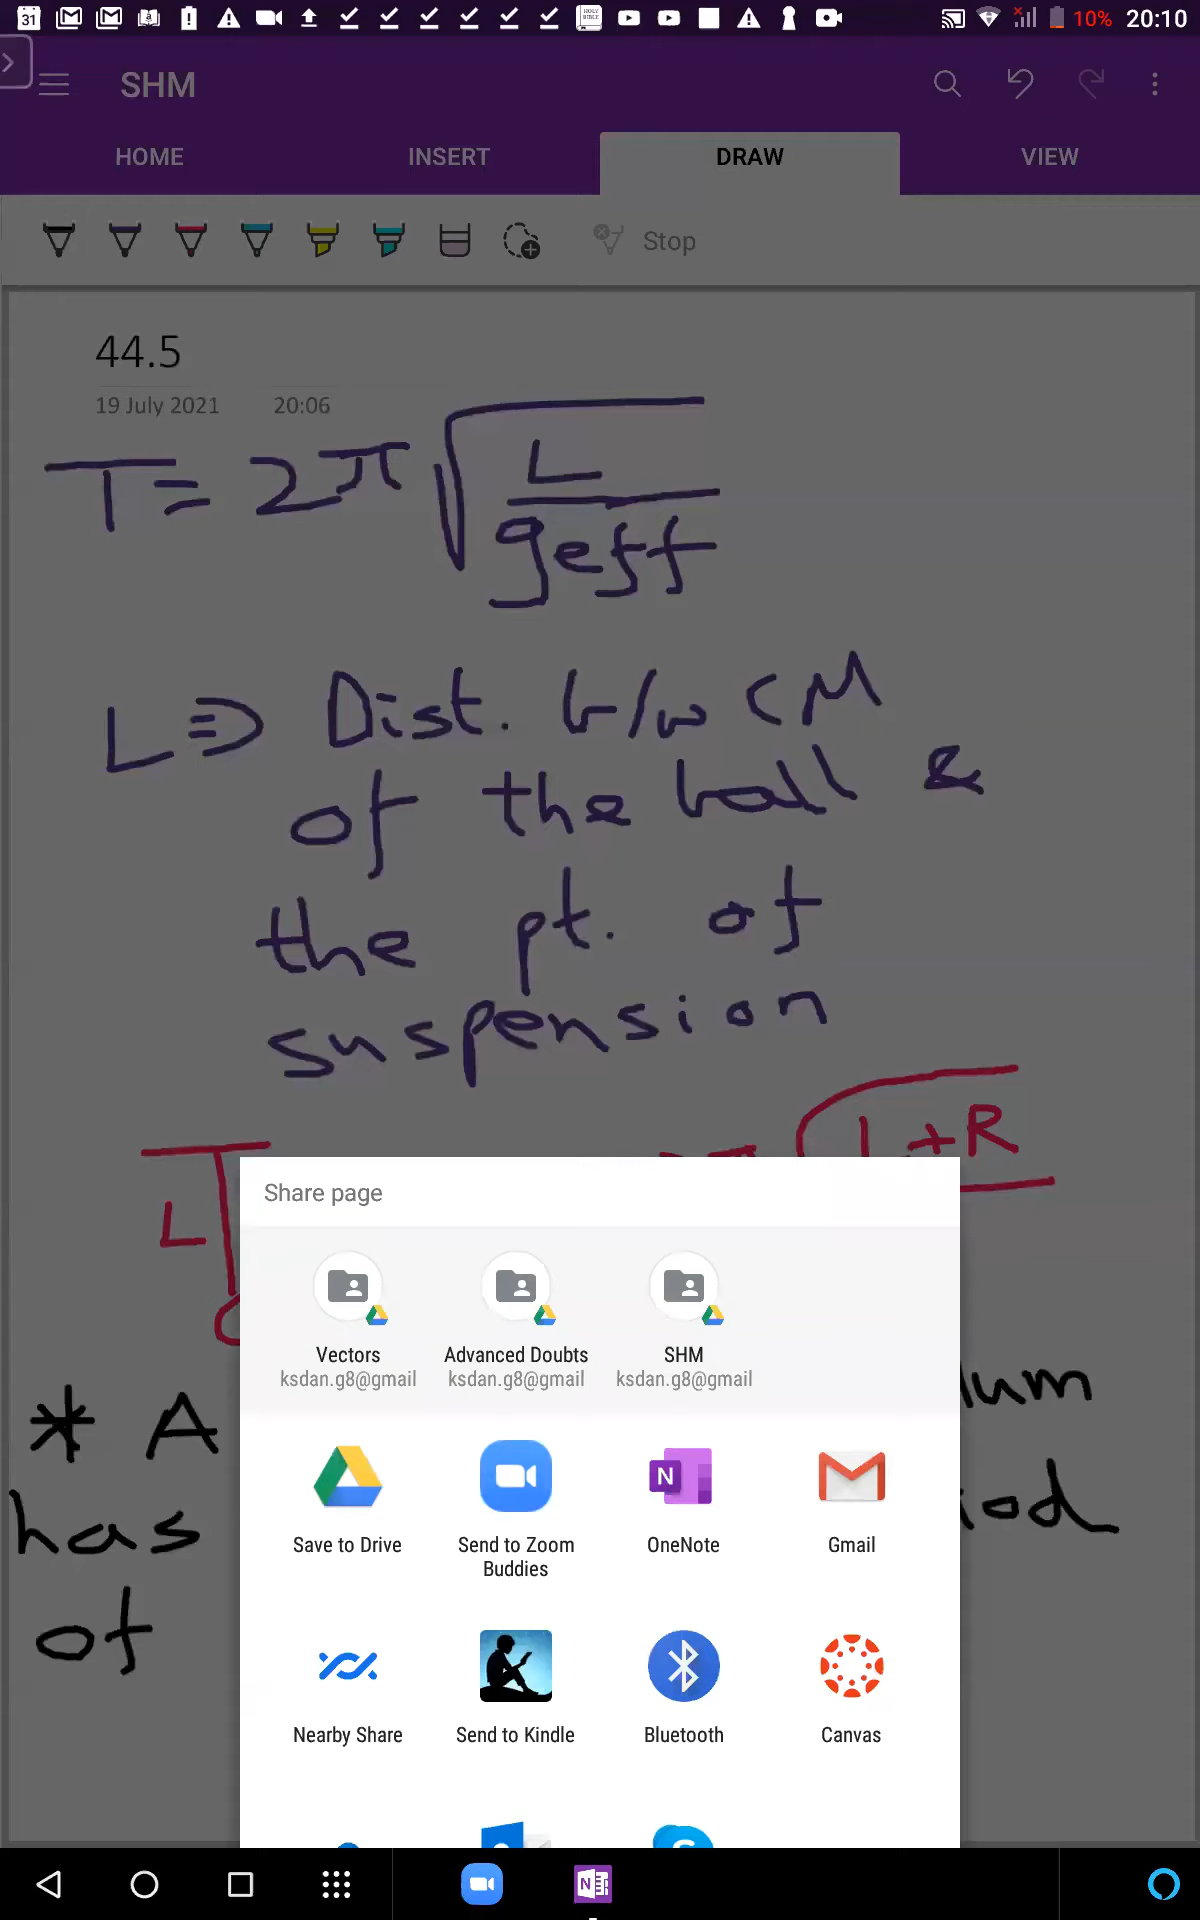 31 10% 20:10
SHM
HOME INSERT DRAW VIEW
Stop
44.5
19 July 2021 20:06
T = 2π √(L/geff)
L ⇒ Dist. b/w CM
of the ball &
the pt. of
suspension
L+R
L
Share page
Vectors Advanced Doubts SHM
ksdan.g8@gmail ksdan.g8@gmail ksdan.g8@gmail
* A lum
has iod
of
Save to Drive Send to Zoom Buddies OneNote Gmail
Nearby Share Send to Kindle Bluetooth Canvas